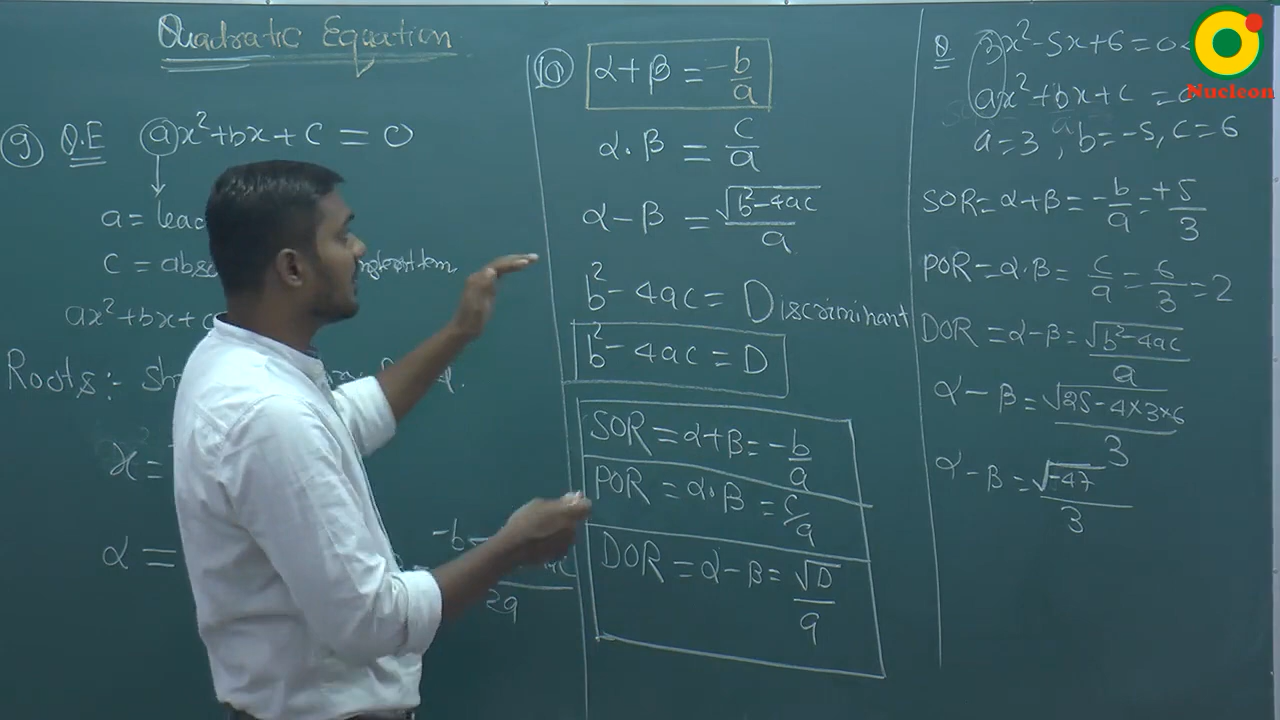 Quadratic Equation
⑨ Q.E ax²+bx+c=0
a = lea
c = abs
ax²+bx+c
Roots:- sh
x² =
α =
-b
2a
⑩ α+β = -b/a
α.β = c/a
α-β = √(b²-4ac)/a
b²-4ac = Discriminant
b²-4ac = D
SOR = α+β = -b/a
POR = α.β = c/a
DOR = α-β = √D/a
Q 3x²-5x+6=0
ax²+bx+c=0
a=3, b=-5, c=6
SOR = α+β = -b/a = +5/3
POR = α.β = c/a = 6/3 = 2
DOR = α-β = √(b²-4ac)/a
α-β = √(25-4×3×6)/3
α-β = √(-47)/3
Nucleon